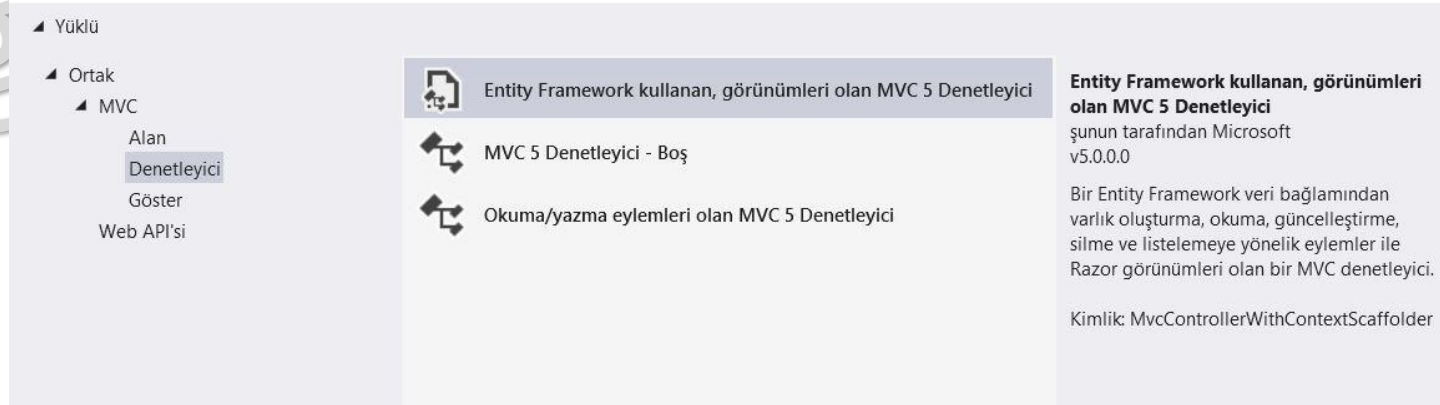 Yüklü
Ortak
MVC
Alan
Denetleyici
Göster
Web API'si
Entity Framework kullanan, görünümleri olan MVC 5 Denetleyici
MVC 5 Denetleyici - Boş
Okuma/yazma eylemleri olan MVC 5 Denetleyici
Entity Framework kullanan, görünümleri
olan MVC 5 Denetleyici
şunun tarafından Microsoft
v5.0.0.0
Bir Entity Framework veri bağlamından
varlık oluşturma, okuma, güncelleştirme,
silme ve listelemeye yönelik eylemler ile
Razor görünümleri olan bir MVC denetleyici.
Kimlik: MvcControllerWithContextScaffolder